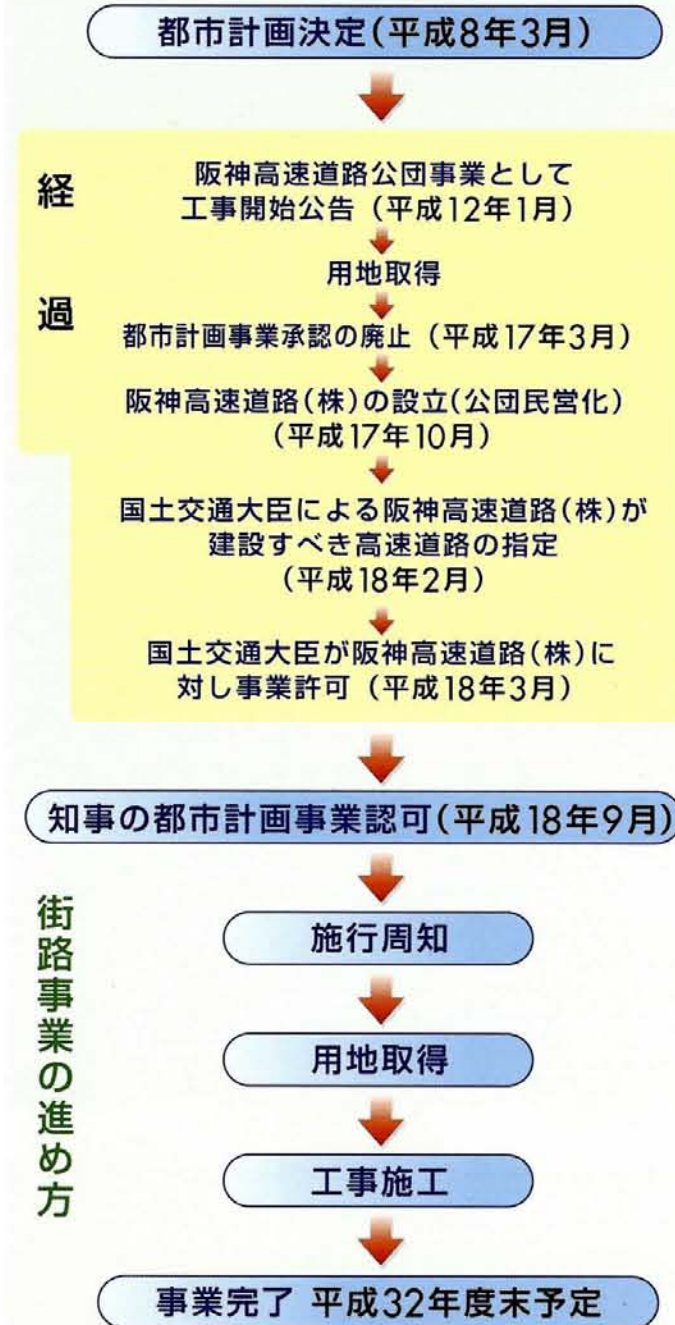 都市計画決定(平成8年3月)
経過
阪神高速道路公団事業として
工事開始公告（平成12年1月）
用地取得
都市計画事業承認の廃止（平成17年3月）
阪神高速道路(株)の設立(公団民営化)
（平成17年10月）
国土交通大臣による阪神高速道路(株)が
建設すべき高速道路の指定
（平成18年2月）
国土交通大臣が阪神高速道路(株)に
対し事業許可（平成18年3月）
知事の都市計画事業認可(平成18年9月)
街路事業の進め方
施行周知
用地取得
工事施工
事業完了 平成32年度末予定